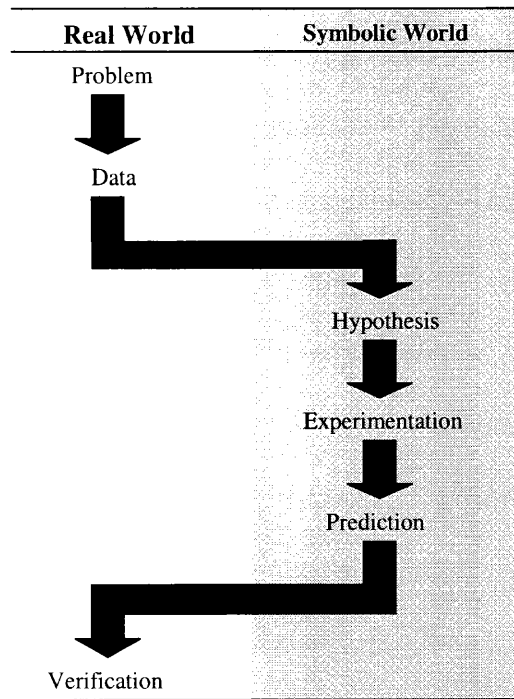 Real World Symbolic World
Problem
Data
Hypothesis
Experimentation
Prediction
Verification